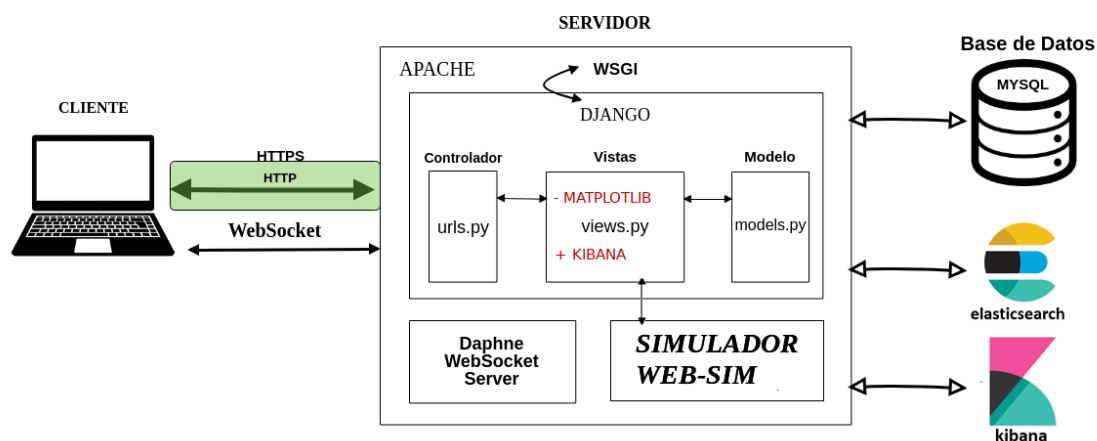 SERVIDOR
Base de Datos
MYSQL
APACHE
WSGI
CLIENTE
DJANGO
HTTPS
HTTP
WebSocket
Controlador
urls.py
Vistas
- MATPLOTLIB
views.py
+ KIBANA
Modelo
models.py
Daphne
WebSocket
Server
SIMULADOR
WEB-SIM
elasticsearch
kibana